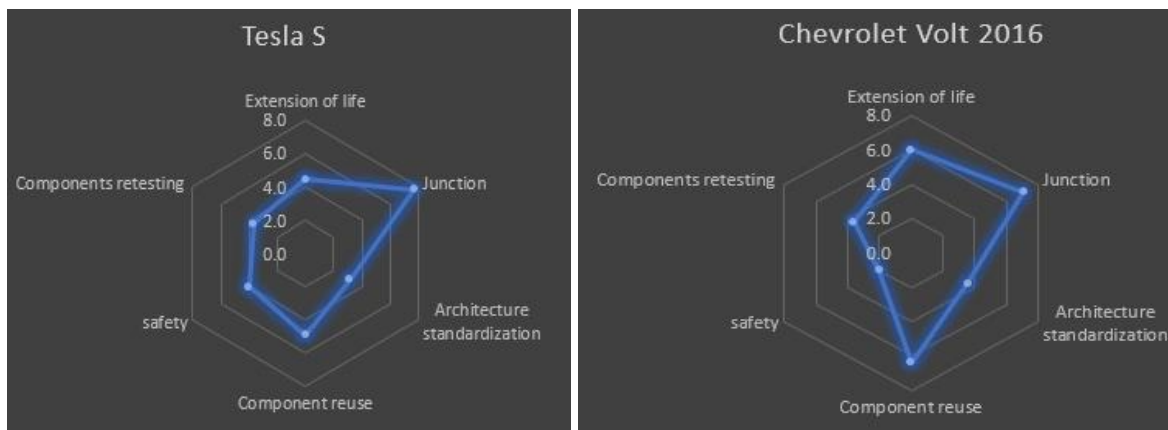 Tesla S
Extension of life
8.0
6.0
4.0
2.0
0.0
Components retesting
Junction
safety
Architecture
standardization
Component reuse
Chevrolet Volt 2016
Extension of life
8.0
6.0
4.0
2.0
0.0
Components retesting
Junction
safety
Architecture
standardization
Component reuse